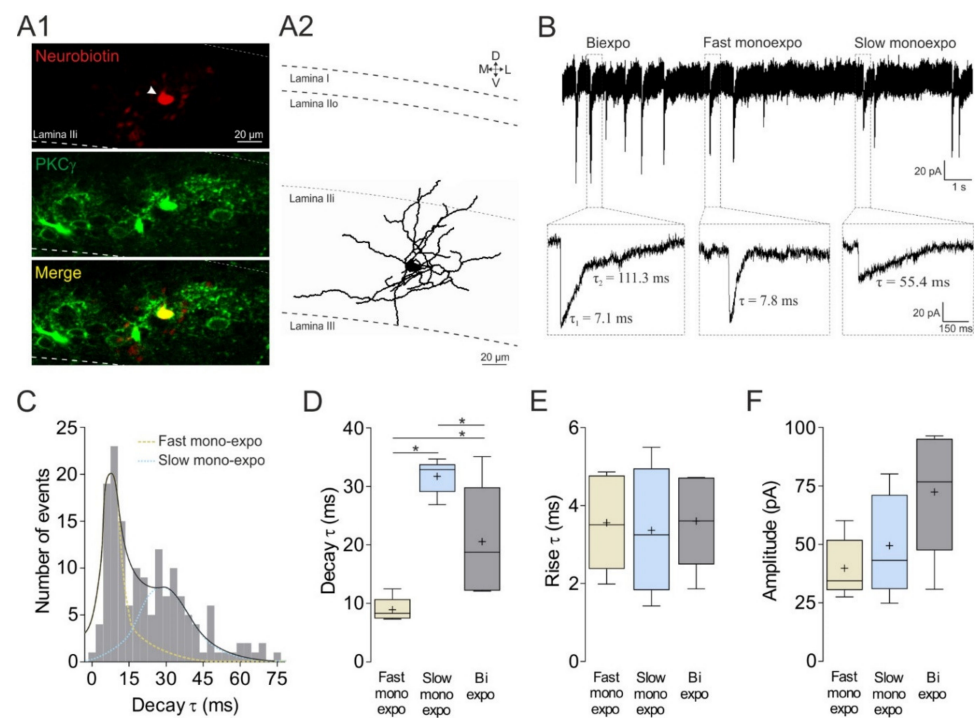 A1
Neurobiotin
Lamina IIi
20 µm
PKCγ
Merge
A2
D
M L
V
Lamina I
Lamina IIo
Lamina IIi
Lamina III
20 µm
B
Biexpo Fast monoexpo Slow monoexpo
20 pA
1 s
τ2 = 111.3 ms
τ1 = 7.1 ms
τ = 7.8 ms
τ = 55.4 ms
20 pA
150 ms
C
Number of events
25
20
15
10
5
0
0 15 30 45 60 75
Decay τ (ms)
Fast mono-expo
Slow mono-expo
D
Decay τ (ms)
40
30
20
10
0
*
*
*
Fast mono expo
Slow mono expo
Bi expo
E
Rise τ (ms)
6
4
2
0
Fast mono expo
Slow mono expo
Bi expo
F
Amplitude (pA)
100
75
50
25
0
Fast mono expo
Slow mono expo
Bi expo